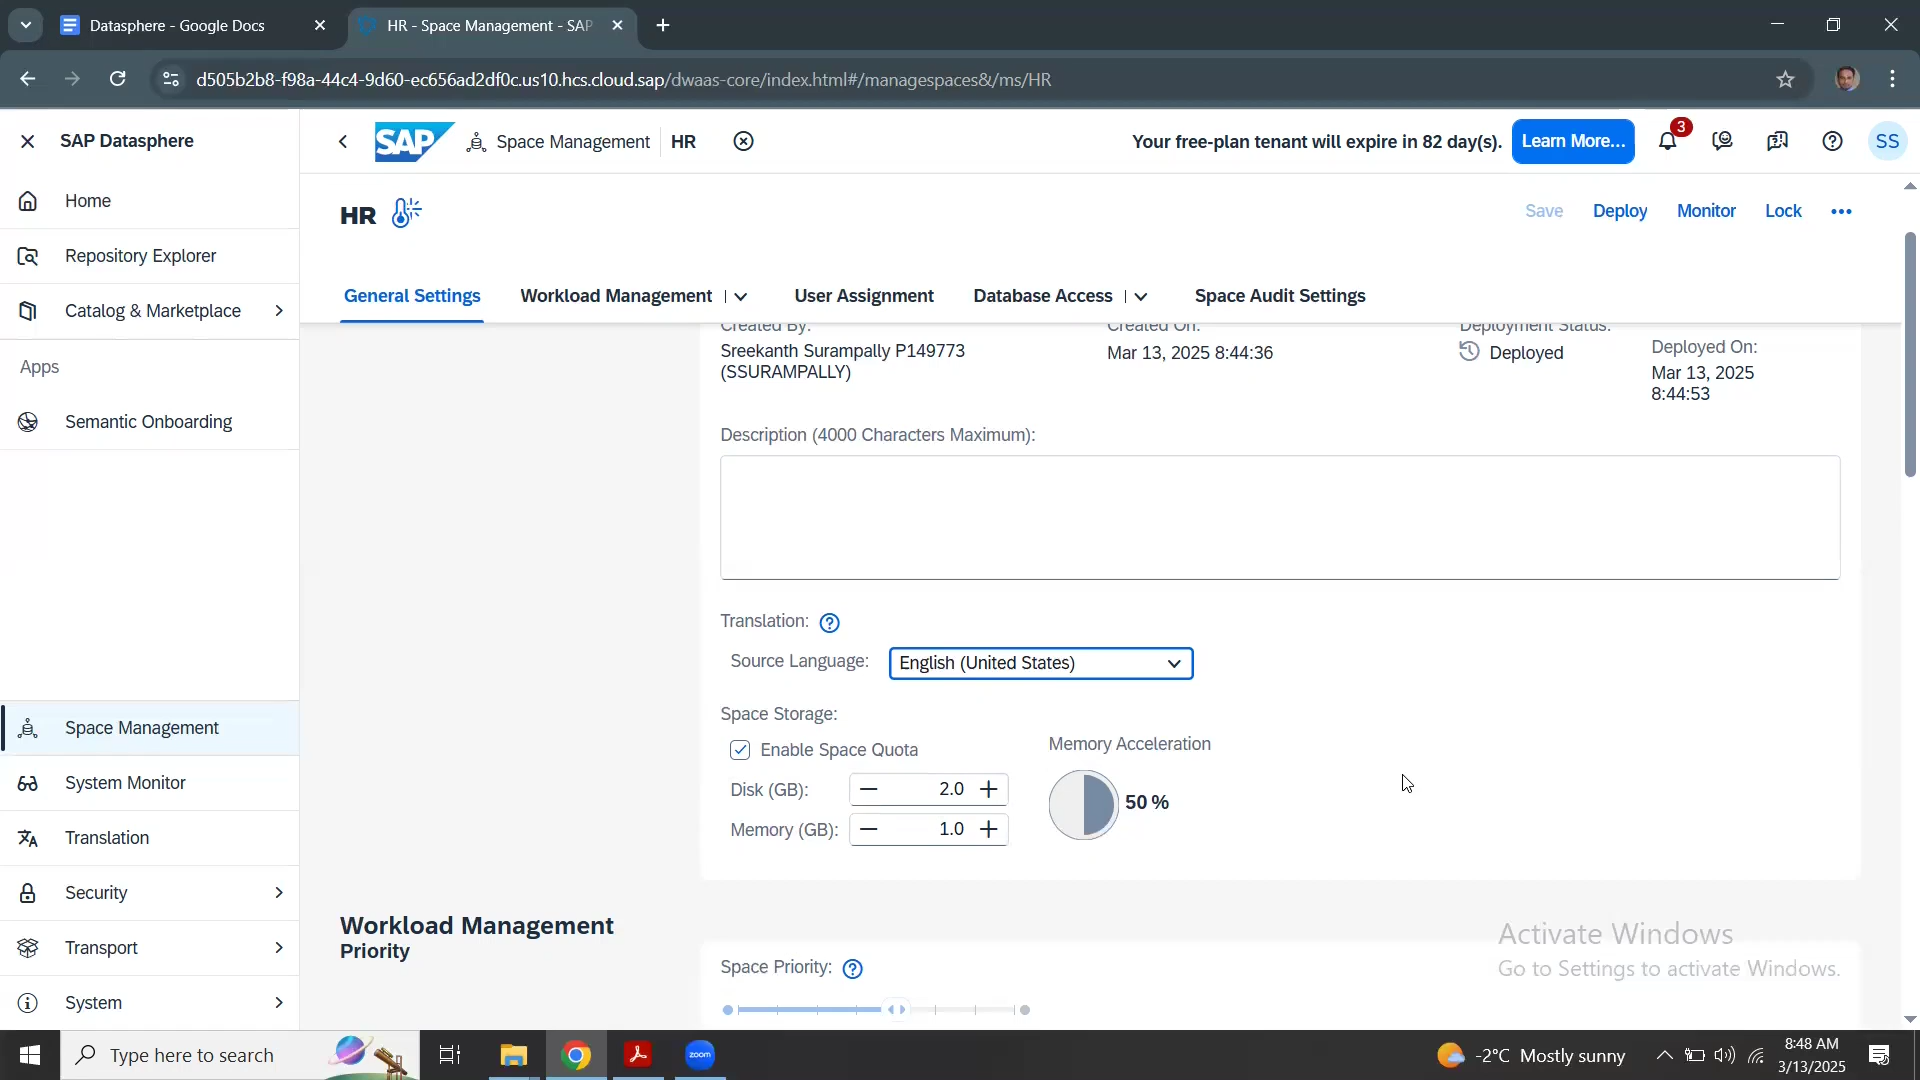 Datasphere - Google Docs
HR - Space Management - SAP
d505b2b8-f98a-44c4-9d60-ec656ad2df0c.us10.hcs.cloud.sap/dwaas-core/index.html#/managespaces&/ms/HR
SAP Datasphere
SAP
Space Management
HR
Your free-plan tenant will expire in 82 day(s).
Learn More...
3
SS
Home
Repository Explorer
Catalog & Marketplace
Apps
Semantic Onboarding
Space Management
System Monitor
Translation
Security
Transport
System
HR
Save
Deploy
Monitor
Lock
General Settings
Workload Management
User Assignment
Database Access
Space Audit Settings
Created By:
Created On:
Deployment Status:
Sreekanth Surampally P149773
(SSURAMPALLY)
Mar 13, 2025 8:44:36
Deployed
Deployed On:
Mar 13, 2025
8:44:53
Description (4000 Characters Maximum):
Translation:
Source Language:
English (United States)
Space Storage:
Enable Space Quota
Disk (GB):
2.0
Memory (GB):
1.0
Memory Acceleration
50 %
Workload Management
Priority
Space Priority:
Activate Windows
Go to Settings to activate Windows.
Type here to search
zoom
-2°C Mostly sunny
8:48 AM
3/13/2025